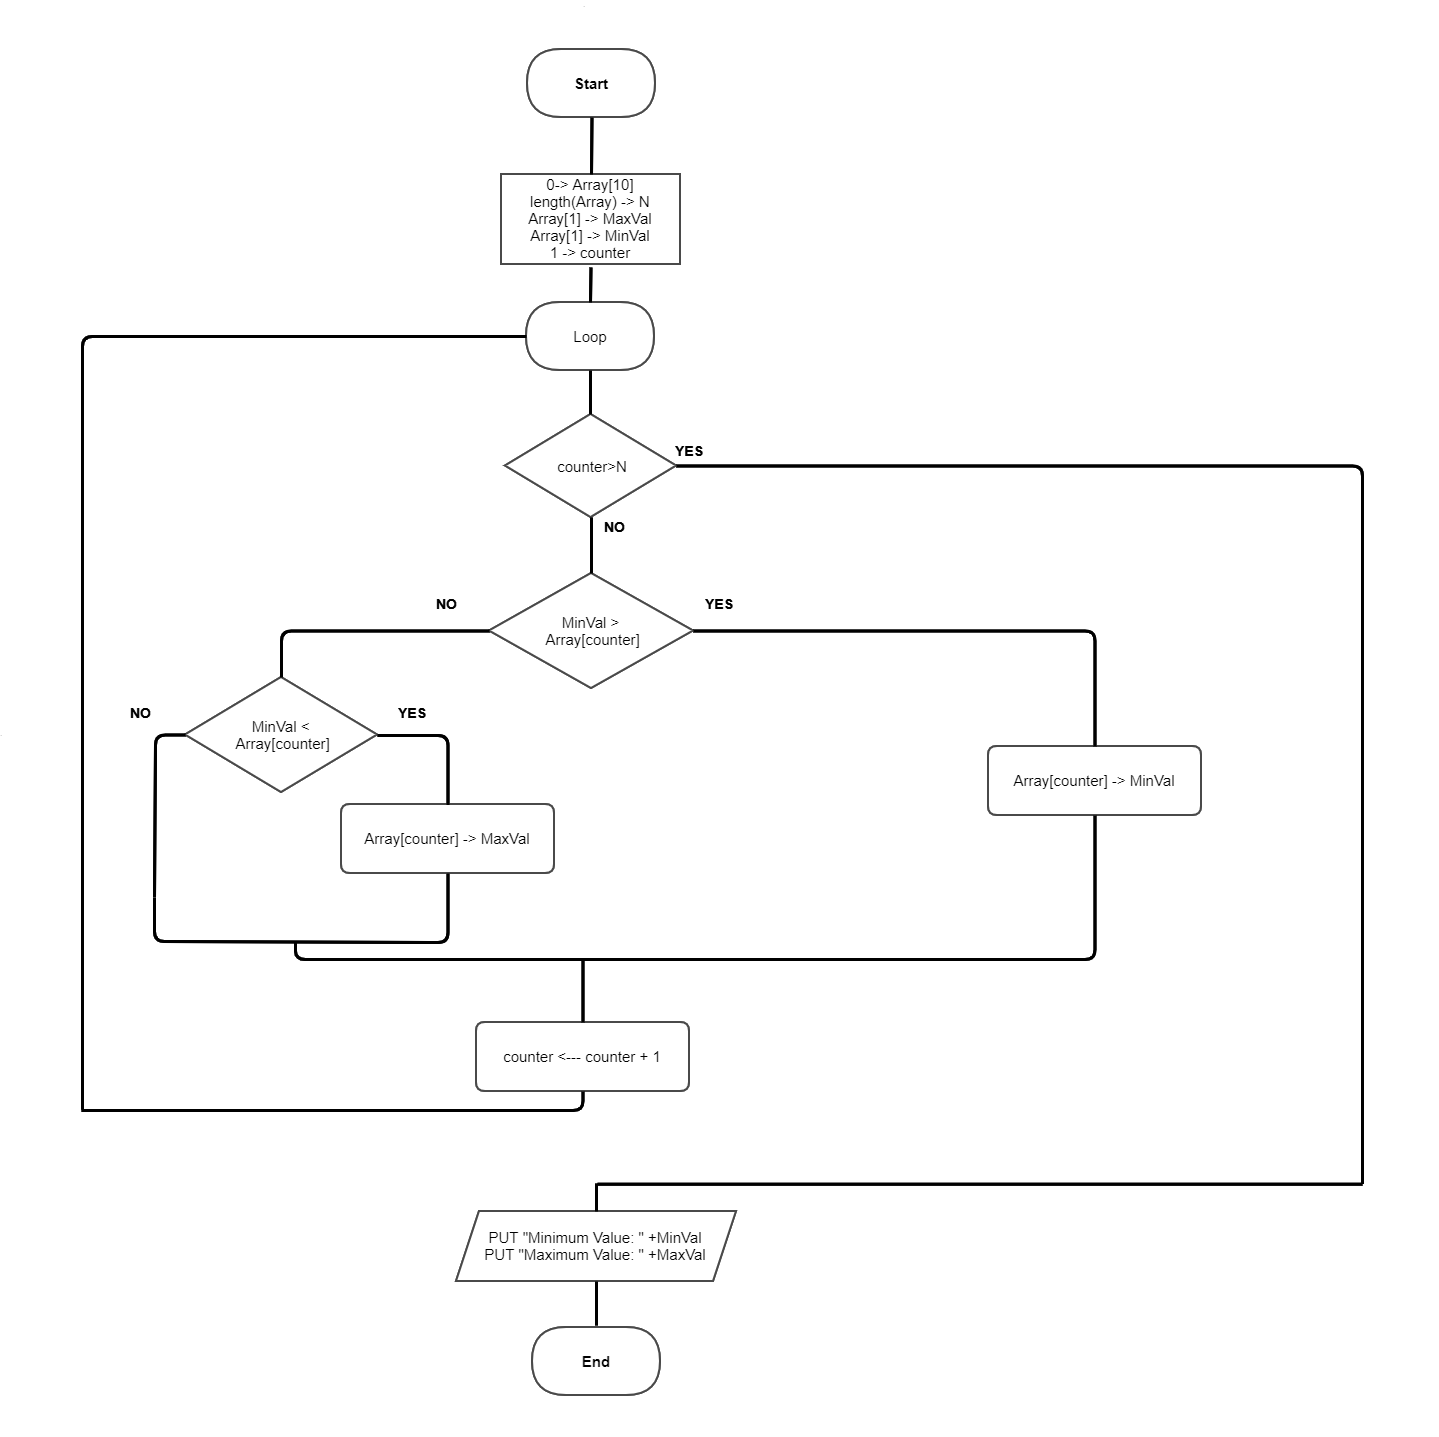 Start
0-> Array[10]
length(Array) -> N
Array[1] -> MaxVal
Array[1] -> MinVal
1 -> counter
Loop
counter>N
YES
NO
MinVal >
Array[counter]
NO
YES
MinVal <
Array[counter]
NO
YES
Array[counter] -> MinVal
Array[counter] -> MaxVal
counter <--- counter + 1
PUT "Minimum Value: " +MinVal
PUT "Maximum Value: " +MaxVal
End